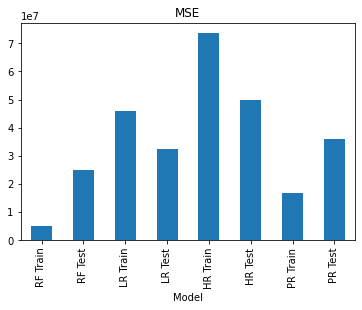 MSE
1e7
7
6
5
4
3
2
1
0
RF Train
RF Test
LR Train
LR Test
HR Train
HR Test
PR Train
PR Test
Model